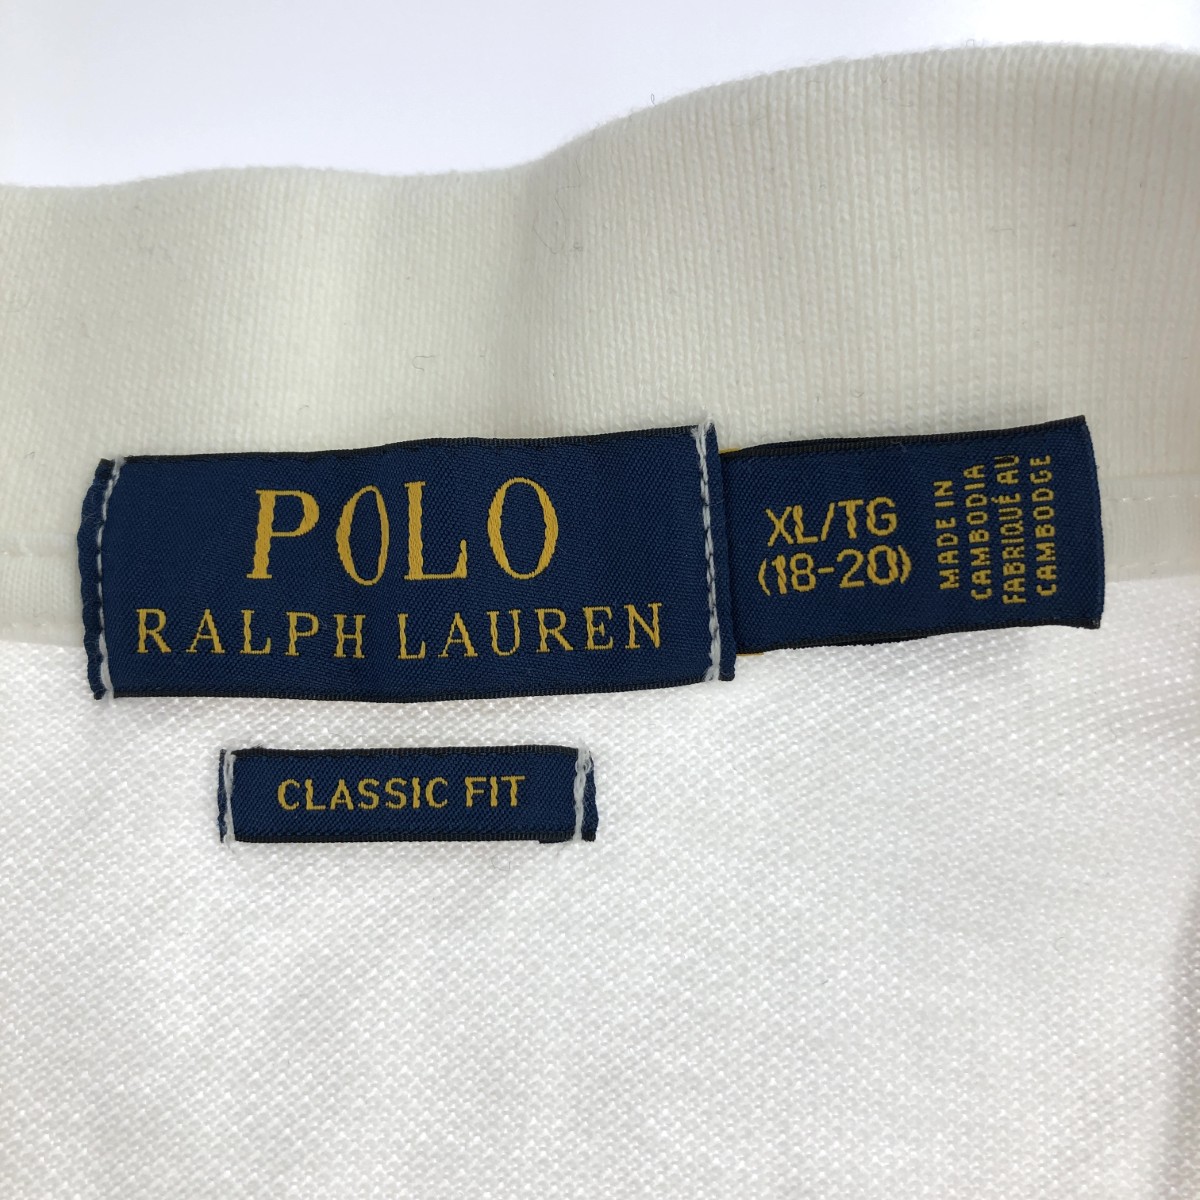 POLO
RALPH LAUREN
XL/TG
(18-20)
MADE IN
CAMBODIA
FABRIQUÉ AU
CAMBODGE
CLASSIC FIT